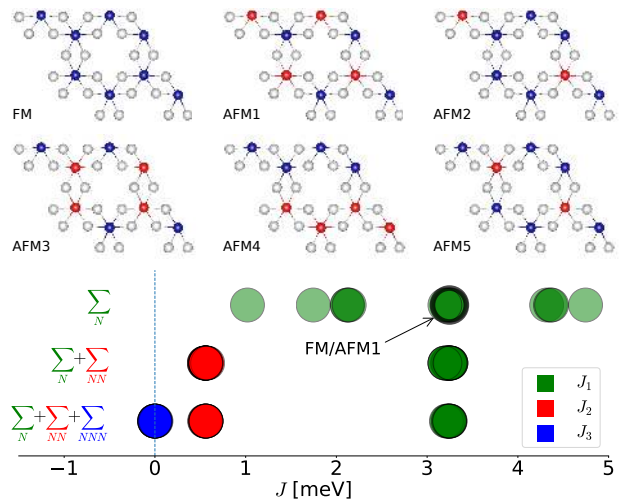 FM
AFM1
AFM2
AFM3
AFM4
AFM5
∑
N
FM/AFM1
∑+∑
N NN
∑+∑+∑
N NN NNN
J₁
J₂
J₃
−1 0 1 2 3 4 5
J [meV]